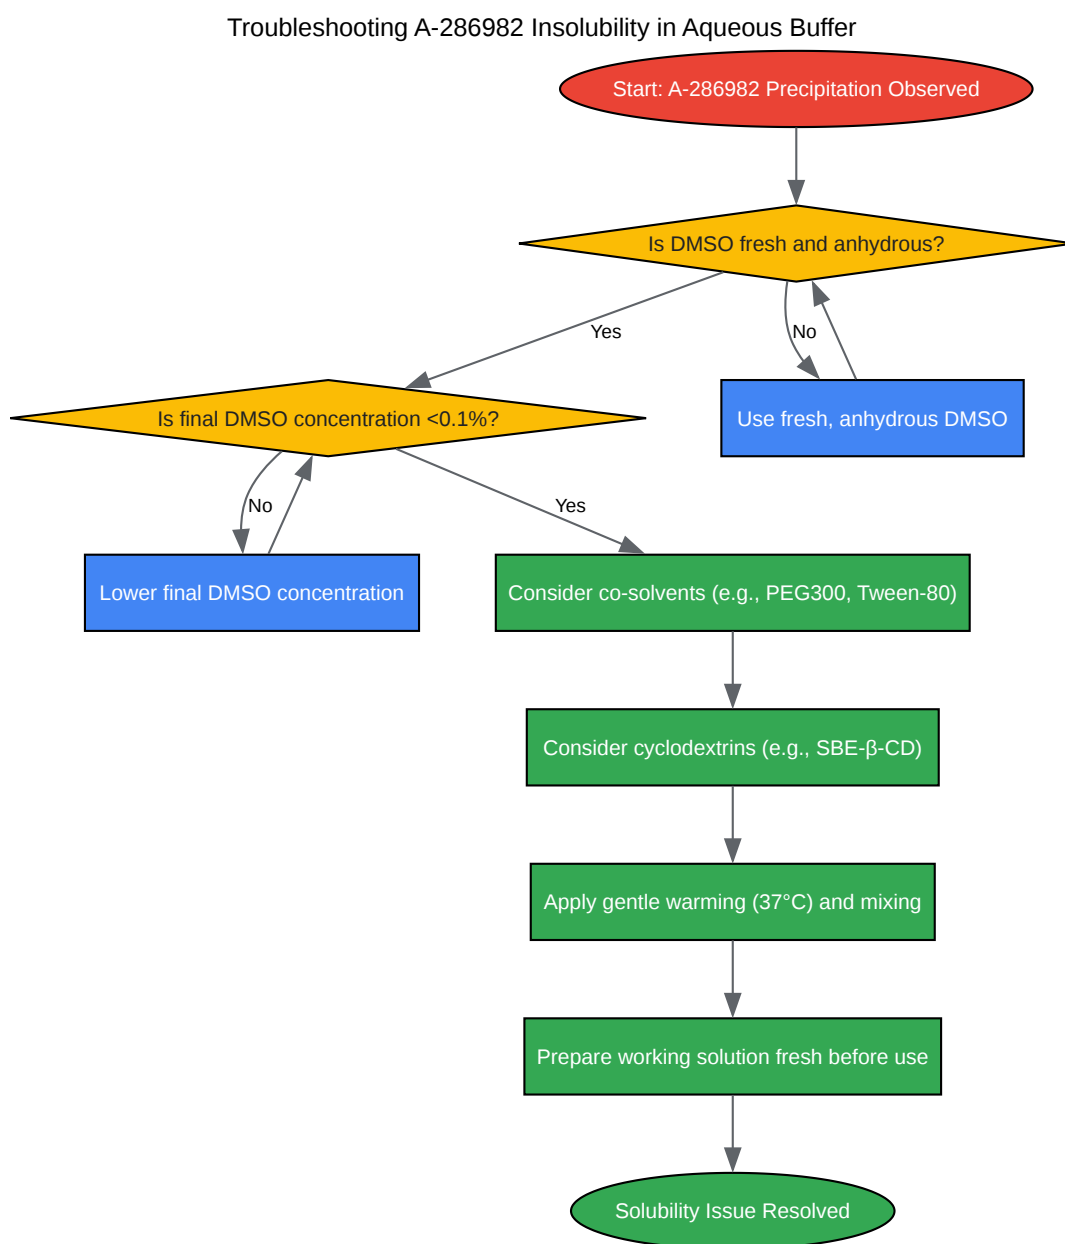 Troubleshooting A-286982 Insolubility in Aqueous Buffer
Start: A-286982 Precipitation Observed
Is DMSO fresh and anhydrous?
Yes
No
Is final DMSO concentration <0.1%?
Use fresh, anhydrous DMSO
No
Yes
Lower final DMSO concentration
Consider co-solvents (e.g., PEG300, Tween-80)
Consider cyclodextrins (e.g., SBE-β-CD)
Apply gentle warming (37°C) and mixing
Prepare working solution fresh before use
Solubility Issue Resolved